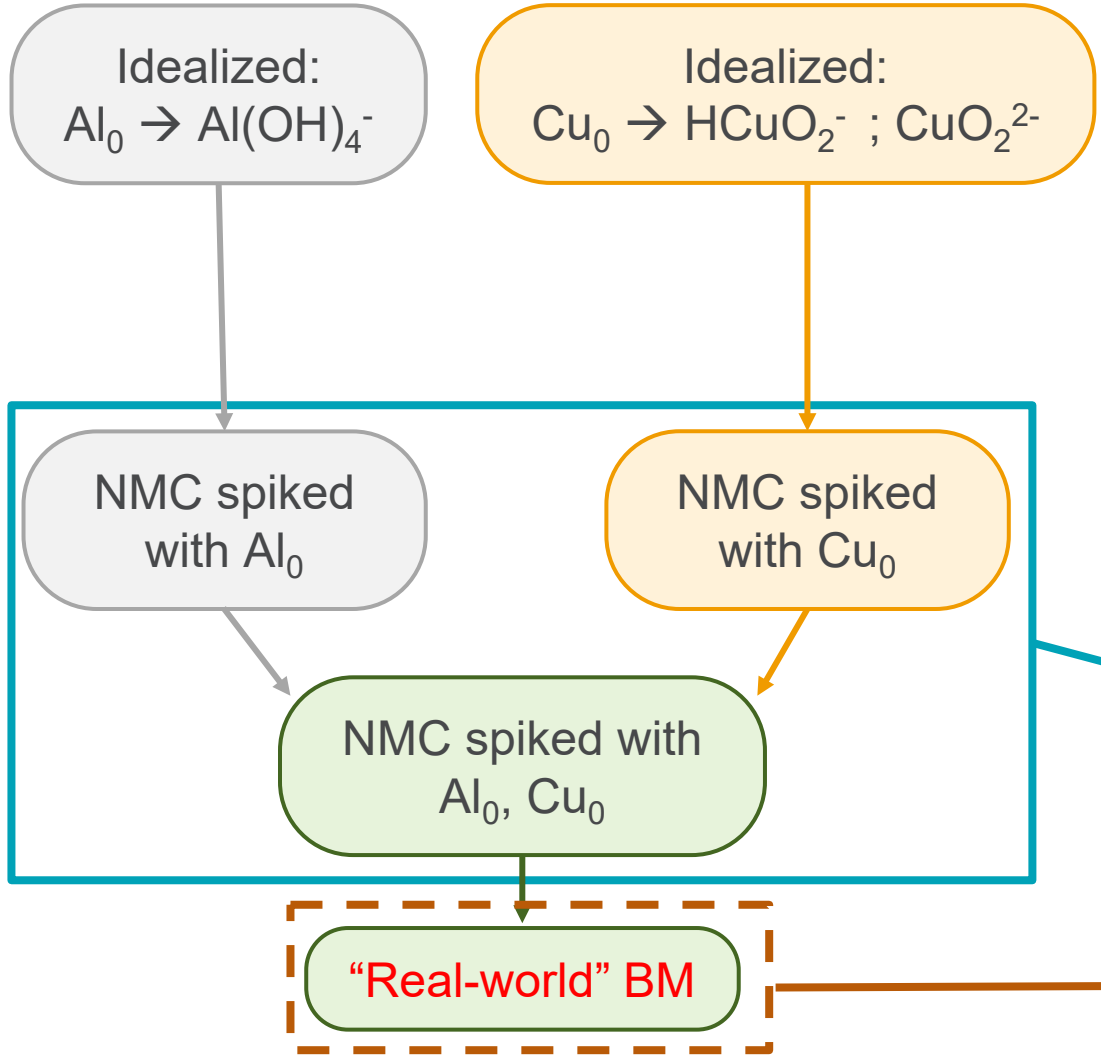 Idealized:
Al₀ → Al(OH)₄⁻
Idealized:
Cu₀ → HCuO₂⁻ ; CuO₂²⁻
NMC spiked
with Al₀
NMC spiked
with Cu₀
NMC spiked with
Al₀, Cu₀
“Real-world” BM